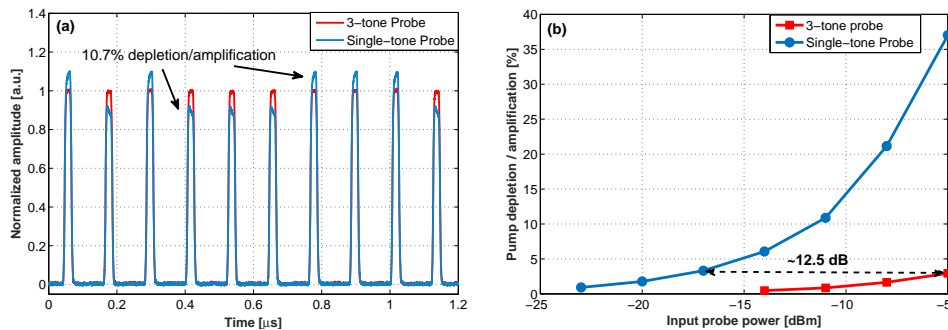 (a)
3-tone Probe
Single-tone Probe
10.7% depletion/amplification
Normalized amplitude [a.u.]
1.4
1.2
1
0.8
0.6
0.4
0.2
0
0 0.2 0.4 0.6 0.8 1.0 1.2
Time [μs]
(b)
3-tone probe
Single-tone Probe
Pump depletion / amplification [%]
40
35
30
25
20
15
10
5
0
~12.5 dB
−25 −20 −15 −10 −5
Input probe power [dBm]